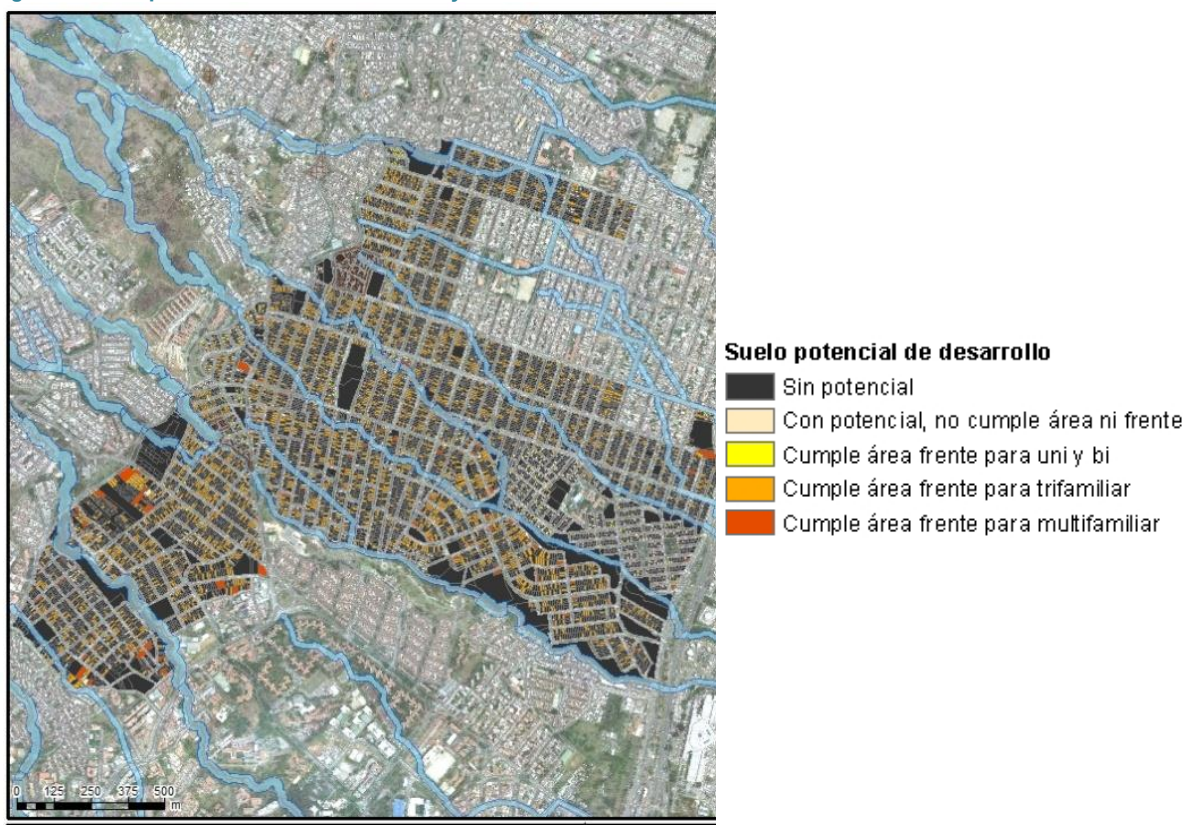 Suelo potencial de desarrollo
Sin potencial
Con potencial, no cumple área ni frente
Cumple área frente para uni y bi
Cumple área frente para trifamiliar
Cumple área frente para multifamiliar
0 125 250 375 500
m